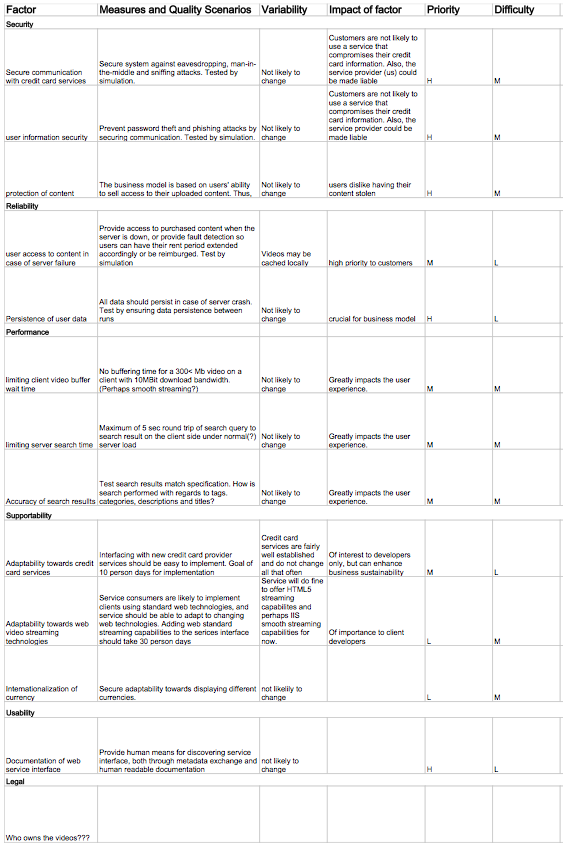 Factor Measures and Quality Scenarios Variability Impact of factor Priority Difficulty
Security
Secure communication
with credit card services
Secure system against eavesdropping, man-in-
the-middle and sniffing attacks. Tested by
simulation.
Not likely to
change
Customers are not likely to
use a service that
compromises their credit
card information. Also, the
service provider (us) could
be made liable
H
M
user information security
Prevent password theft and phishing attacks by
securing communication. Tested by simulation.
Not likely to
change
Customers are not likely to
use a service that
compromises their credit
card information. Also, the
service provider could be
made liable
H
M
protection of content
The business model is based on users' ability
to sell access to their uploaded content. Thus,
Not likely to
change
users dislike having their
content stolen
H
M
Reliability
user access to content in
case of server failure
Provide access to purchased content when the
server is down, or provide fault detection so
users can have their rent period extended
accordingly or be reimburged. Test by
simulation
Videos may be
cached locally
high priority to customers
M
L
Persistence of user data
All data should persist in case of server crash.
Test by ensuring data persistence between
runs
Not likely to
change
crucial for business model
H
L
Performance
limiting client video buffer
wait time
No buffering time for a 300< Mb video on a
client with 10MBit download bandwidth.
(Perhaps smooth streaming?)
Not likely to
change
Greatly impacts the user
experience.
M
M
limiting server search time
Maximum of 5 sec round trip of search query to
search result on the client side under normal(?)
server load
Not likely to
change
Greatly impacts the user
experience.
M
M
Accuracy of search resullts
Test search results match specification. How is
search performed with regards to tags.
categories, descriptions and titles?
Not likely to
change
Greatly impacts the user
experience.
M
M
Supportability
Adaptability towards credit
card services
Interfacing with new credit card provider
services should be easy to implement. Goal of
10 person days for implementation
Credit card
services are fairly
well established
and do not change
all that often
Of interest to developers
only, but can enhance
business sustainability
M
L
Adaptability towards web
video streaming
technologies
Service consumers are likely to implement
clients using standard web technologies, and
service should be able to adapt to changing
web technologies. Adding web standard
streaming capabilities to the serices interface
should take 30 person days
Service will do fine
to offer HTML5
streaming
capabilites and
perhaps IIS
smooth streaming
capabilities for
now.
Of importance to client
developers
L
M
Internationalization of
currency
Secure adaptability towards displaying different
currencies.
not likelily to
change
L
M
Usability
Documentation of web
service interface
Provide human means for discovering service
interface, both through metadata exchange and
human readable documentation
not likely to
change
H
L
Legal
Who owns the videos???